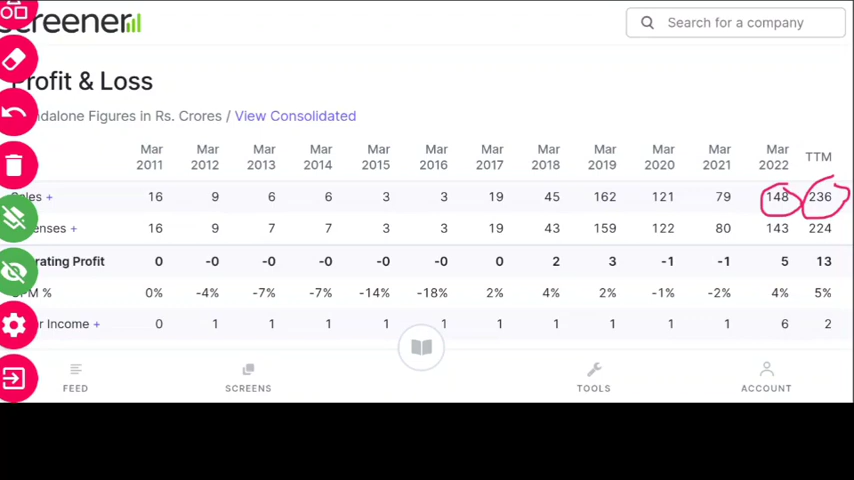 screener
Search for a company
Profit & Loss
dalone Figures in Rs. Crores / View Consolidated
Mar 2011 Mar 2012 Mar 2013 Mar 2014 Mar 2015 Mar 2016 Mar 2017 Mar 2018 Mar 2019 Mar 2020 Mar 2021 Mar 2022 TTM
Sales + 16 9 6 6 3 3 19 45 162 121 79 148 236
enses + 16 9 7 7 3 3 19 43 159 122 80 143 224
rating Profit 0 -0 -0 -0 -0 -0 0 2 3 -1 -1 5 13
PM % 0% -4% -7% -7% -14% -18% 2% 4% 2% -1% -2% 4% 5%
r Income + 0 1 1 1 1 1 1 1 1 1 6 2
FEED SCREENS TOOLS ACCOUNT